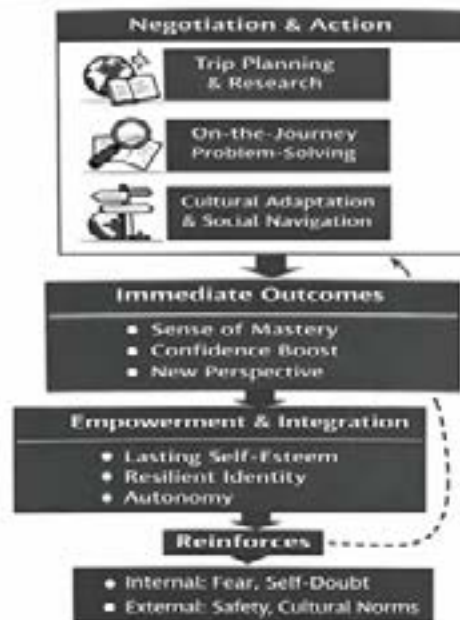 Negotiation & Action
Trip Planning
& Research
On-the-Journey
Problem-Solving
Cultural Adaptation
& Social Navigation
Immediate Outcomes
▪ Sense of Mastery
▪ Confidence Boost
▪ New Perspective
Empowerment & Integration
• Lasting Self-Esteem
• Resilient Identity
• Autonomy
Reinforces
• Internal: Fear, Self-Doubt
▪ External: Safety, Cultural Norms